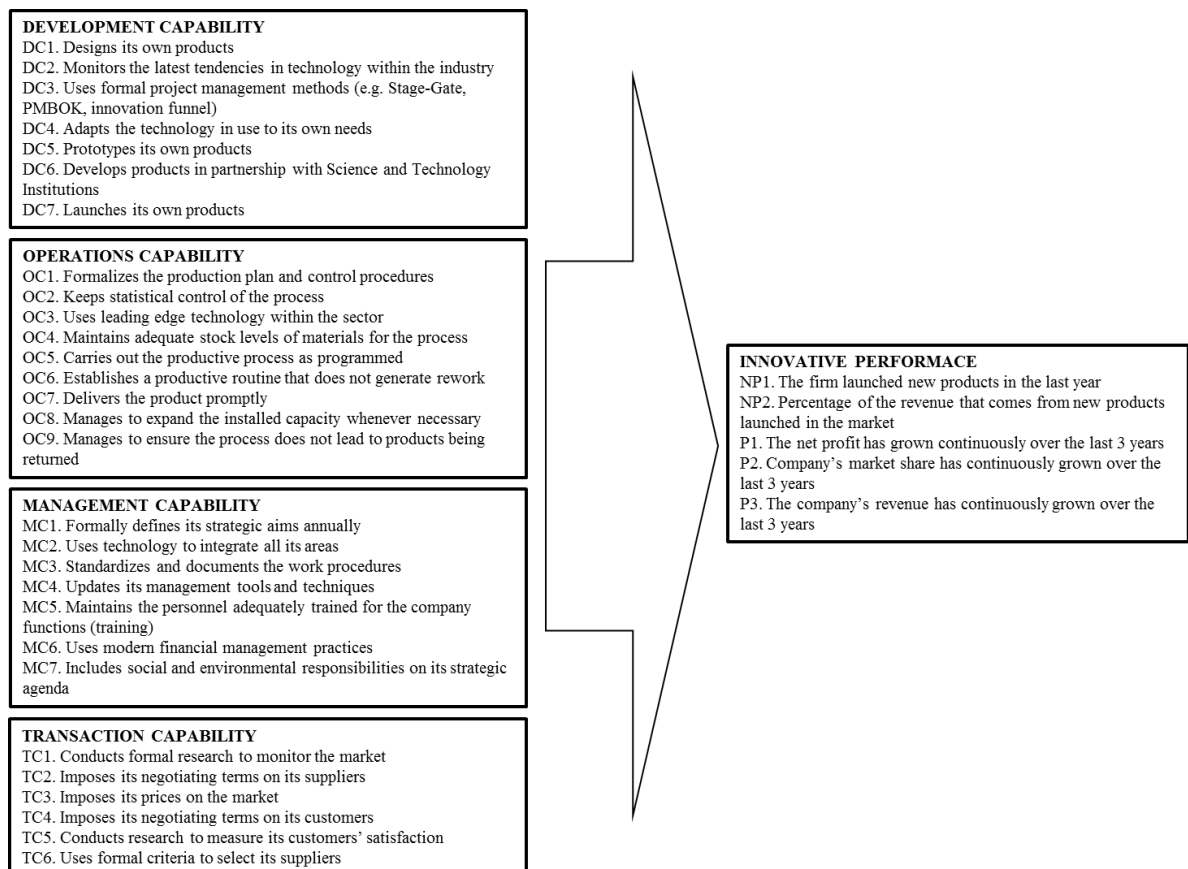 DEVELOPMENT CAPABILITY
DC1. Designs its own products
DC2. Monitors the latest tendencies in technology within the industry
DC3. Uses formal project management methods (e.g. Stage-Gate,
PMBOK, innovation funnel)
DC4. Adapts the technology in use to its own needs
DC5. Prototypes its own products
DC6. Develops products in partnership with Science and Technology
Institutions
DC7. Launches its own products
OPERATIONS CAPABILITY
OC1. Formalizes the production plan and control procedures
OC2. Keeps statistical control of the process
OC3. Uses leading edge technology within the sector
OC4. Maintains adequate stock levels of materials for the process
OC5. Carries out the productive process as programmed
OC6. Establishes a productive routine that does not generate rework
OC7. Delivers the product promptly
OC8. Manages to expand the installed capacity whenever necessary
OC9. Manages to ensure the process does not lead to products being
returned
MANAGEMENT CAPABILITY
MC1. Formally defines its strategic aims annually
MC2. Uses technology to integrate all its areas
MC3. Standardizes and documents the work procedures
MC4. Updates its management tools and techniques
MC5. Maintains the personnel adequately trained for the company
functions (training)
MC6. Uses modern financial management practices
MC7. Includes social and environmental responsibilities on its strategic
agenda
TRANSACTION CAPABILITY
TC1. Conducts formal research to monitor the market
TC2. Imposes its negotiating terms on its suppliers
TC3. Imposes its prices on the market
TC4. Imposes its negotiating terms on its customers
TC5. Conducts research to measure its customers' satisfaction
TC6. Uses formal criteria to select its suppliers
INNOVATIVE PERFORMACE
NP1. The firm launched new products in the last year
NP2. Percentage of the revenue that comes from new products
launched in the market
P1. The net profit has grown continuously over the last 3 years
P2. Company's market share has continuously grown over the
last 3 years
P3. The company's revenue has continuously grown over the
last 3 years